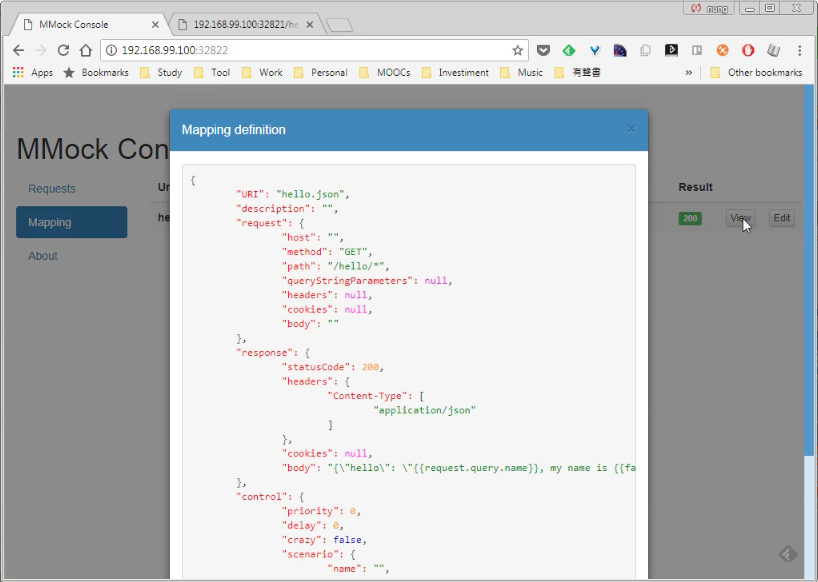 nung
MMock Console
192.168.99.100:32821/he
192.168.99.100:32822
Apps Bookmarks Study Tool Work Personal MOOCs Investiment Music 有聲書 » Other bookmarks
Mapping definition ×
MMock Con
Requests
Mapping
About
Result
200 View Edit
{
"URI": "hello.json",
"description": "",
"request": {
"host": "",
"method": "GET",
"path": "/hello/*",
"queryStringParameters": null,
"headers": null,
"cookies": null,
"body": ""
},
"response": {
"statusCode": 200,
"headers": {
"Content-Type": [
"application/json"
]
},
"cookies": null,
"body": "{\"hello\": \"{{request.query.name}}, my name is {{fa
},
"control": {
"priority": 0,
"delay": 0,
"crazy": false,
"scenario": {
"name": "",